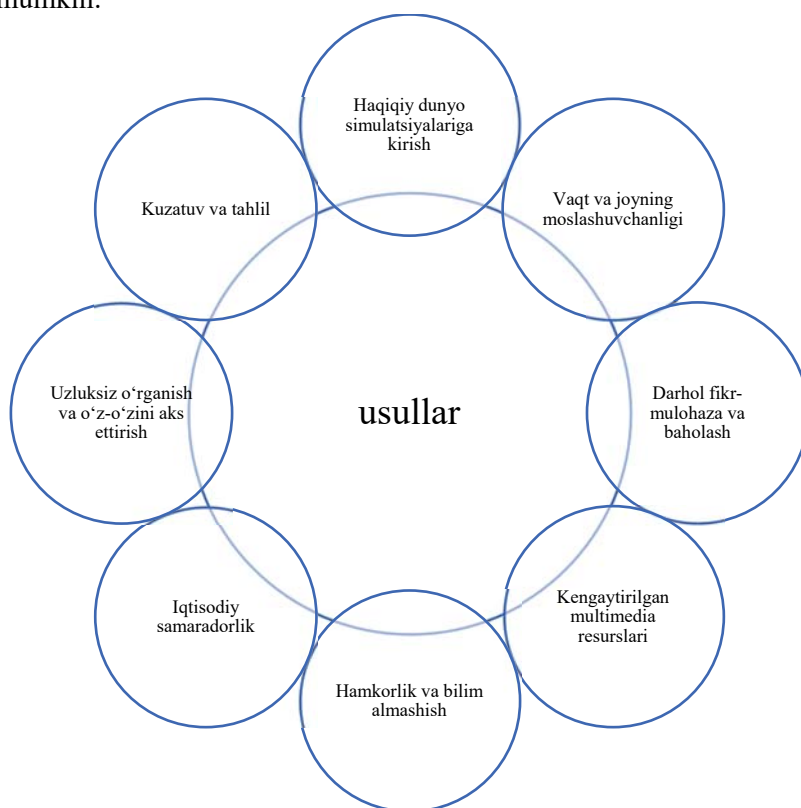 mumkin.
Haqiqiy dunyo
simulatsiyalariga
kirish
Vaqt va joyning
moslashuvchanligi
Darhol fikr-
mulohaza va
baholash
Kengaytirilgan
multimedia
resurslari
Hamkorlik va bilim
almashish
Iqtisodiy
samaradorlik
Uzluksiz o‘rganish
va o‘z-o‘zini aks
ettirish
Kuzatuv va tahlil
usullar